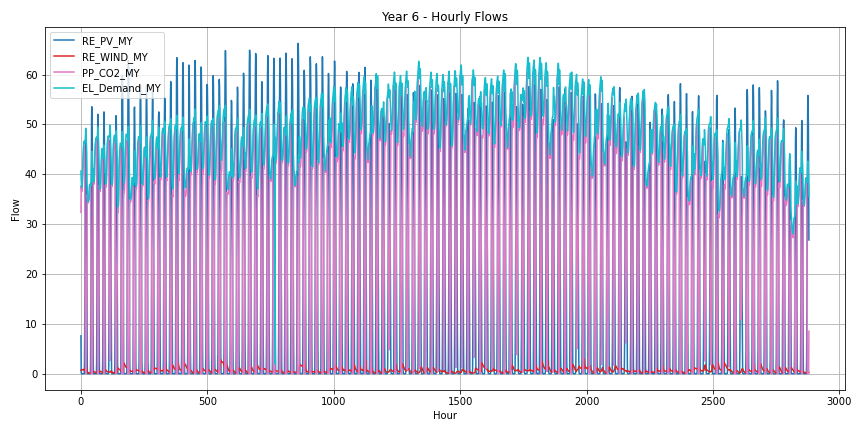 Year 6 - Hourly Flows
RE_PV_MY
RE_WIND_MY
PP_CO2_MY
EL_Demand_MY
Flow
60
50
40
30
20
10
0
0 500 1000 1500 2000 2500 3000
Hour